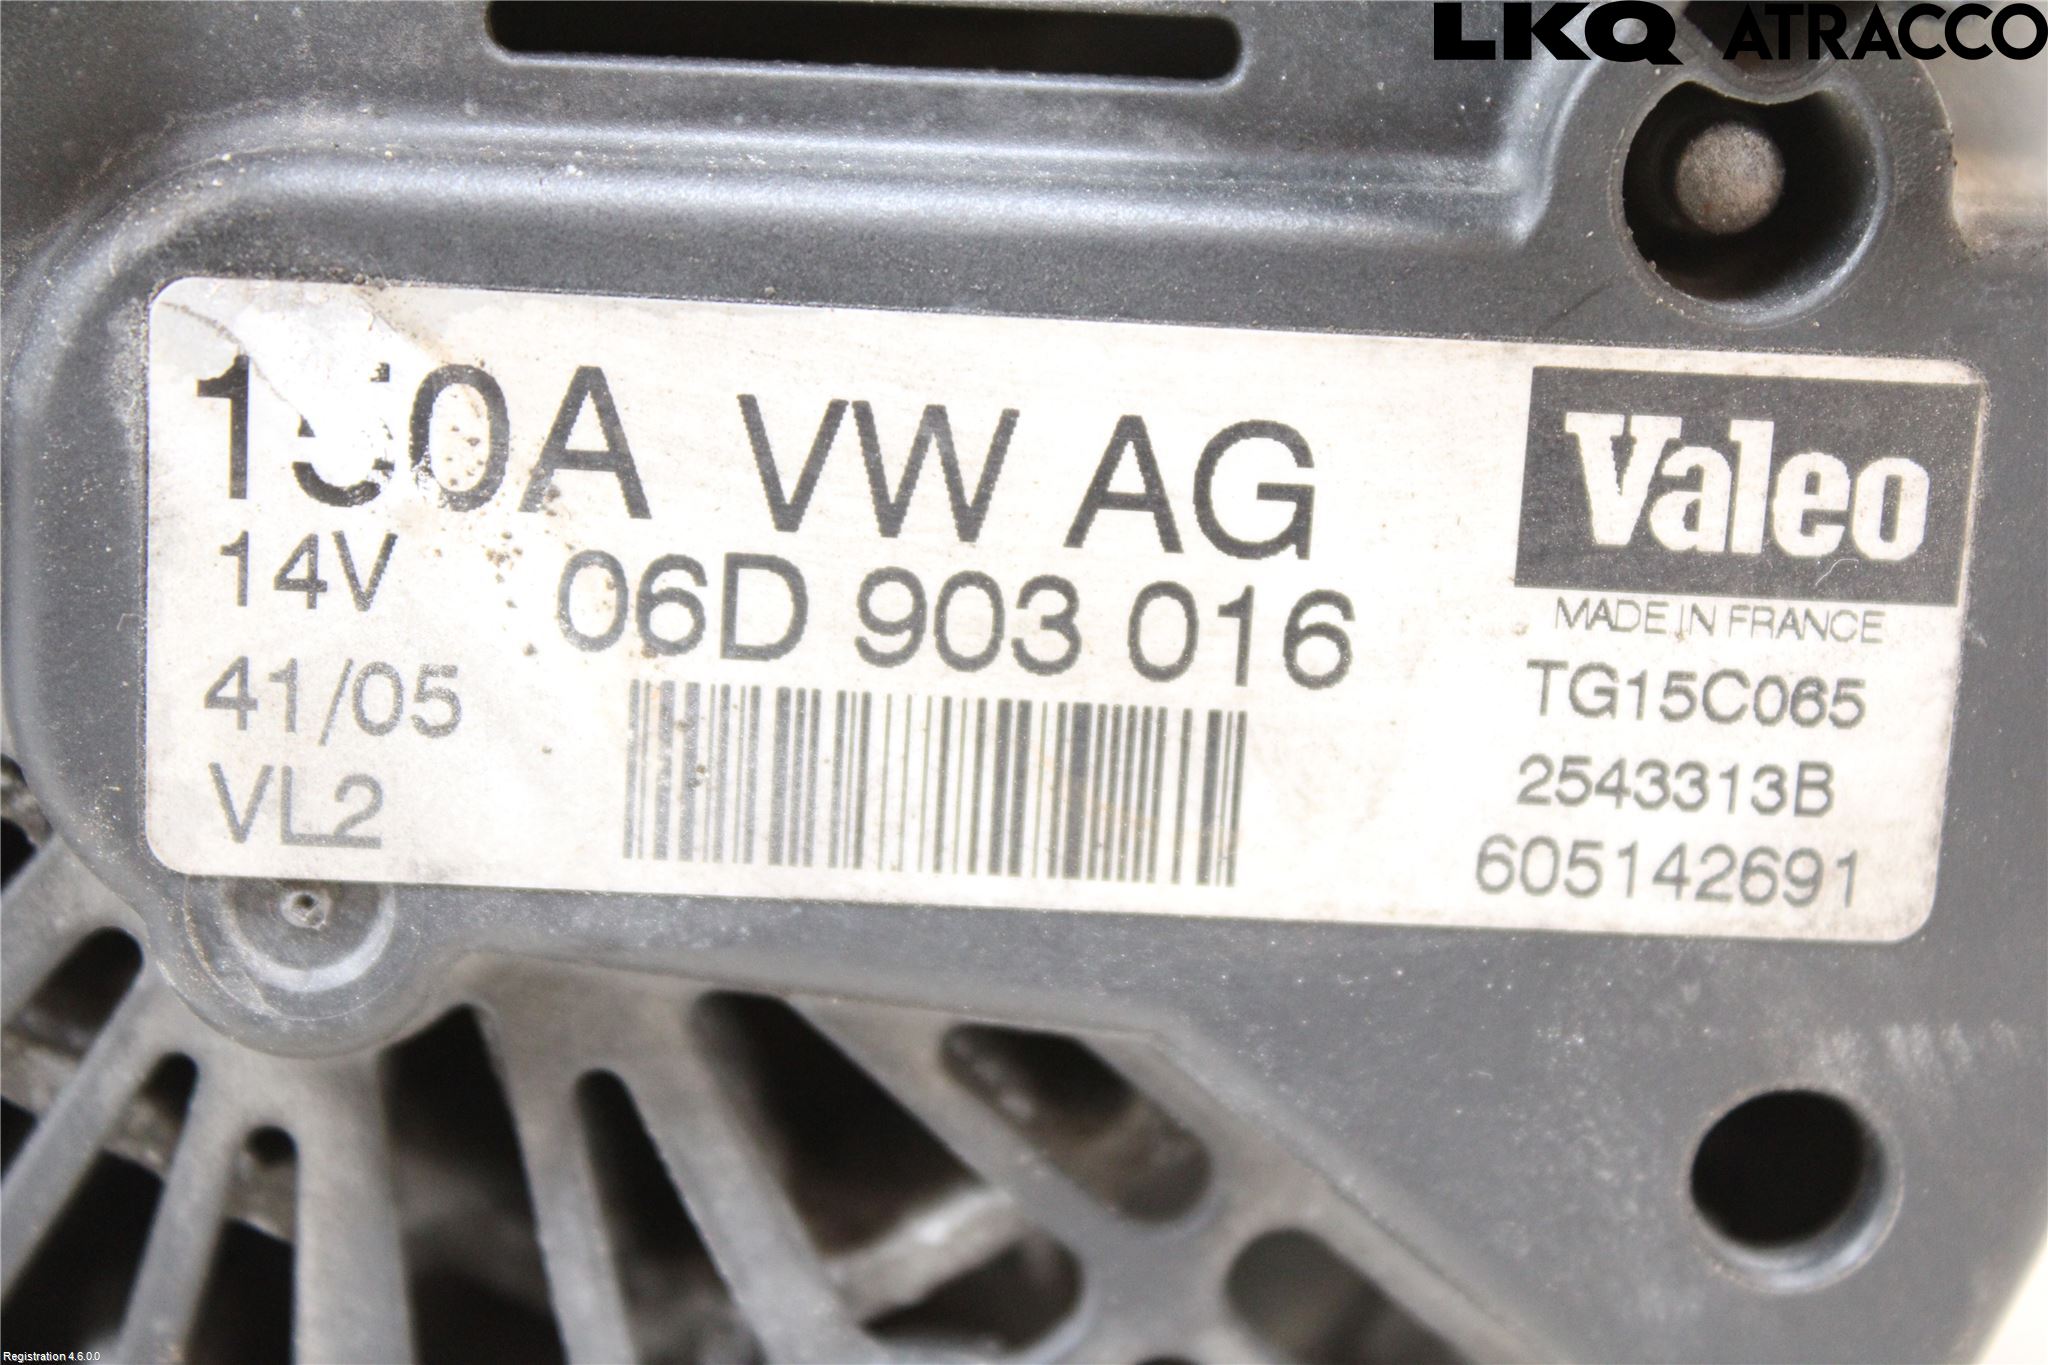 LKQ ATRACCO
150A VW AG
14V 06D 903 016
41/05
VL2
Valeo
MADE IN FRANCE
TG15C065
2543313B
605142691
Registration 4.6.0.0